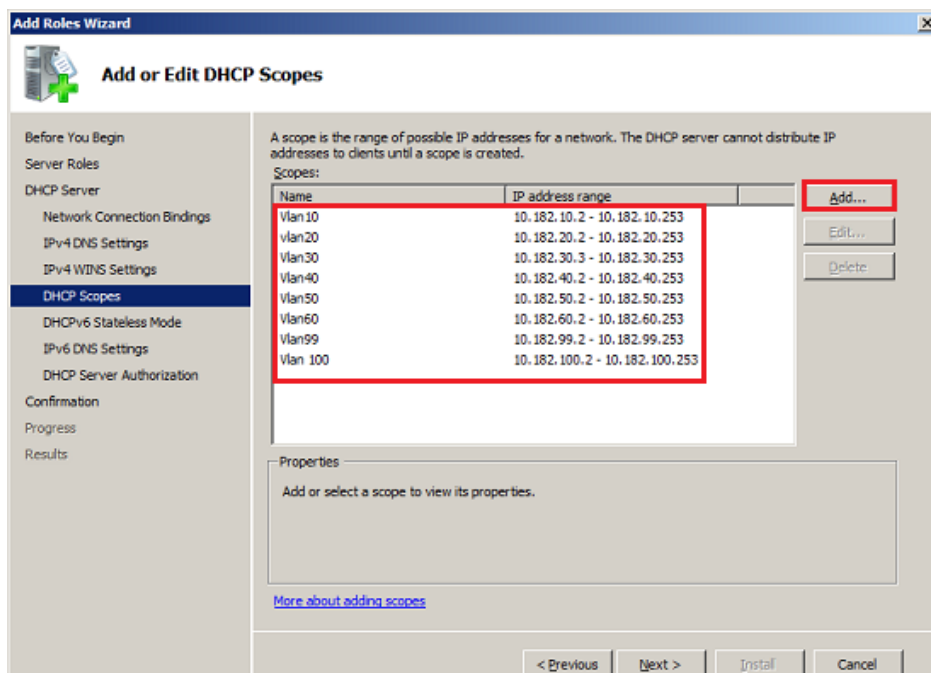 Add Roles Wizard
Add or Edit DHCP Scopes
Before You Begin
Server Roles
DHCP Server
Network Connection Bindings
IPv4 DNS Settings
IPv4 WINS Settings
DHCP Scopes
DHCPv6 Stateless Mode
IPv6 DNS Settings
DHCP Server Authorization
Confirmation
Progress
Results
A scope is the range of possible IP addresses for a network. The DHCP server cannot distribute IP
addresses to clients until a scope is created.
Scopes:
Name IP address range
Vlan10 10.182.10.2 - 10.182.10.253
vlan20 10.182.20.2 - 10.182.20.253
Vlan30 10.182.30.3 - 10.182.30.253
Vlan40 10.182.40.2 - 10.182.40.253
Vlan50 10.182.50.2 - 10.182.50.253
Vlan60 10.182.60.2 - 10.182.60.253
Vlan99 10.182.99.2 - 10.182.99.253
Vlan 100 10.182.100.2 - 10.182.100.253
Add...
Edit...
Delete
Properties
Add or select a scope to view its properties.
More about adding scopes
< Previous Next > Install Cancel